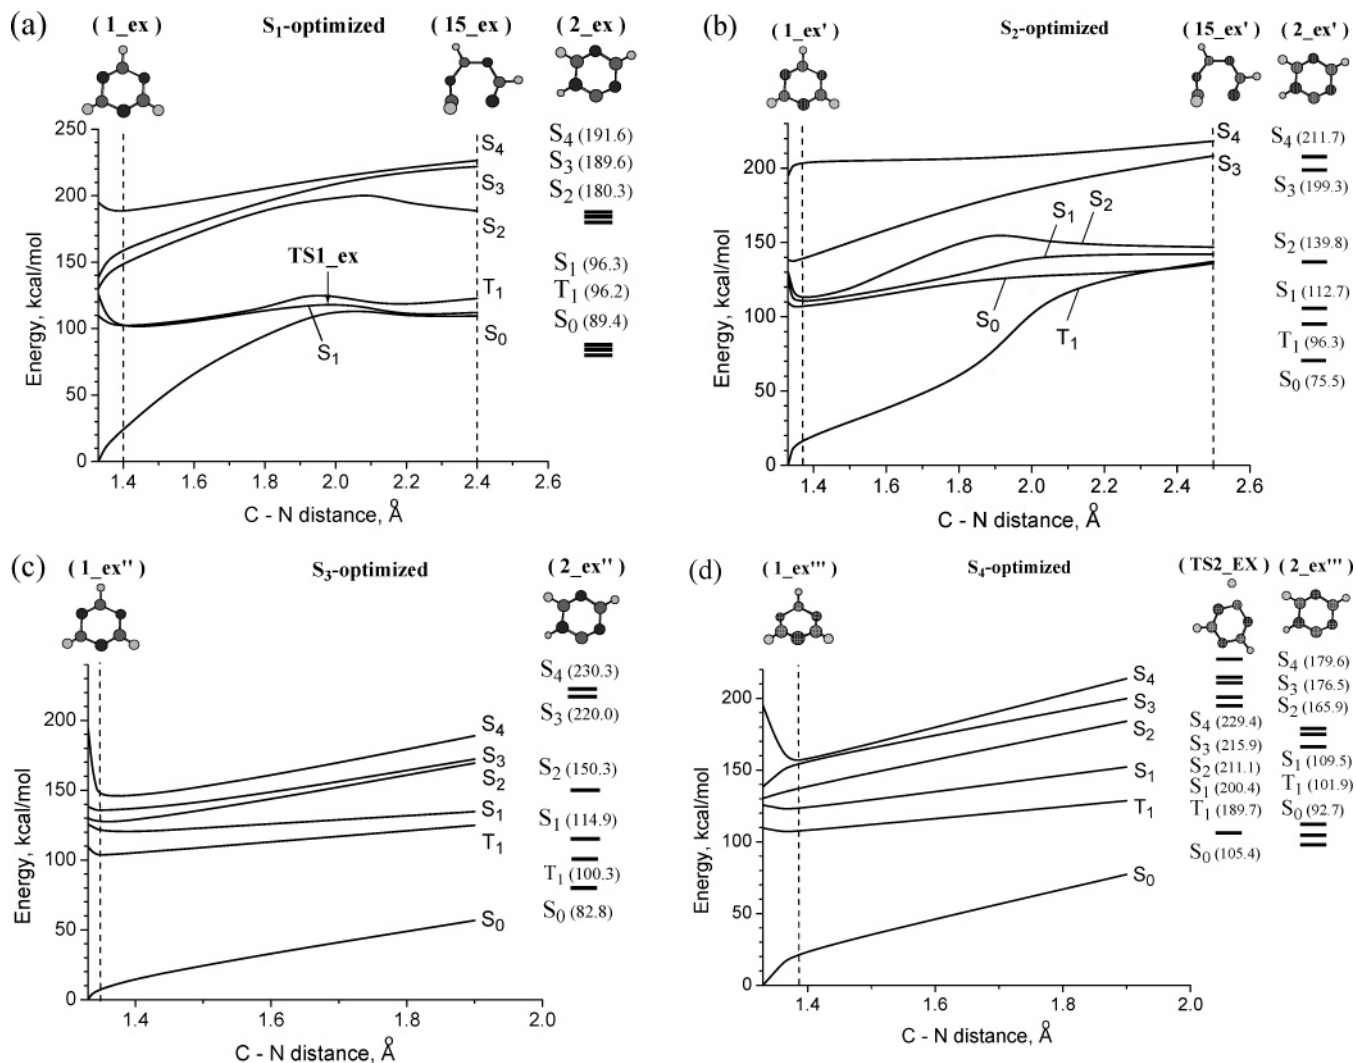 (a)
( 1_ex )
S₁-optimized
( 15_ex )
( 2_ex )
250
200
150
100
50
0
Energy, kcal/mol
1.4 1.6 1.8 2.0 2.2 2.4 2.6
C - N distance, Å
S₄
S₃
S₂
T₁
S₀
TS1_ex
S₁
S₄ (191.6)
S₃ (189.6)
S₂ (180.3)
S₁ (96.3)
T₁ (96.2)
S₀ (89.4)
(b)
( 1_ex' )
S₂-optimized
( 15_ex' )
( 2_ex' )
200
150
100
50
0
Energy, kcal/mol
1.4 1.6 1.8 2.0 2.2 2.4 2.6
C - N distance, Å
S₄
S₃
S₁
S₂
S₀
T₁
S₄ (211.7)
S₃ (199.3)
S₂ (139.8)
S₁ (112.7)
T₁ (96.3)
S₀ (75.5)
(c)
( 1_ex'' )
S₃-optimized
( 2_ex'' )
200
150
100
50
0
Energy, kcal/mol
1.4 1.6 1.8 2.0
C - N distance, Å
S₄
S₃
S₂
S₁
T₁
S₀
S₄ (230.3)
S₃ (220.0)
S₂ (150.3)
S₁ (114.9)
T₁ (100.3)
S₀ (82.8)
(d)
( 1_ex''' )
S₄-optimized
( TS2_EX )
( 2_ex''' )
200
150
100
50
0
Energy, kcal/mol
1.4 1.6 1.8 2.0
C - N distance, Å
S₄
S₃
S₂
S₁
T₁
S₀
S₄ (229.4)
S₃ (215.9)
S₂ (211.1)
S₁ (200.4)
T₁ (189.7)
S₀ (105.4)
S₄ (179.6)
S₃ (176.5)
S₂ (165.9)
S₁ (109.5)
T₁ (101.9)
S₀ (92.7)